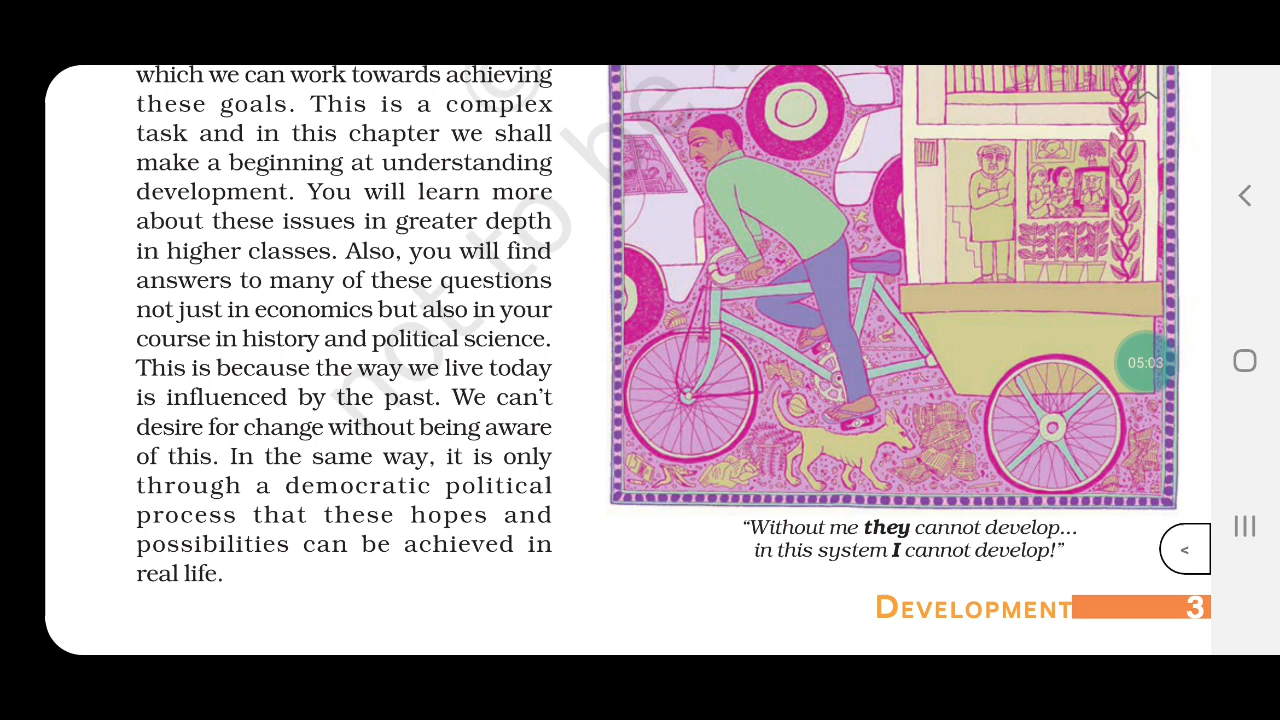 which we can work towards achieving
these goals. This is a complex
task and in this chapter we shall
make a beginning at understanding
development. You will learn more
about these issues in greater depth
in higher classes. Also, you will find
answers to many of these questions
not just in economics but also in your
course in history and political science.
This is because the way we live today
is influenced by the past. We can't
desire for change without being aware
of this. In the same way, it is only
through a democratic political
process that these hopes and
possibilities can be achieved in
real life.
not to be
05:03
“Without me they cannot develop...
in this system I cannot develop!”
DEVELOPMENT 3